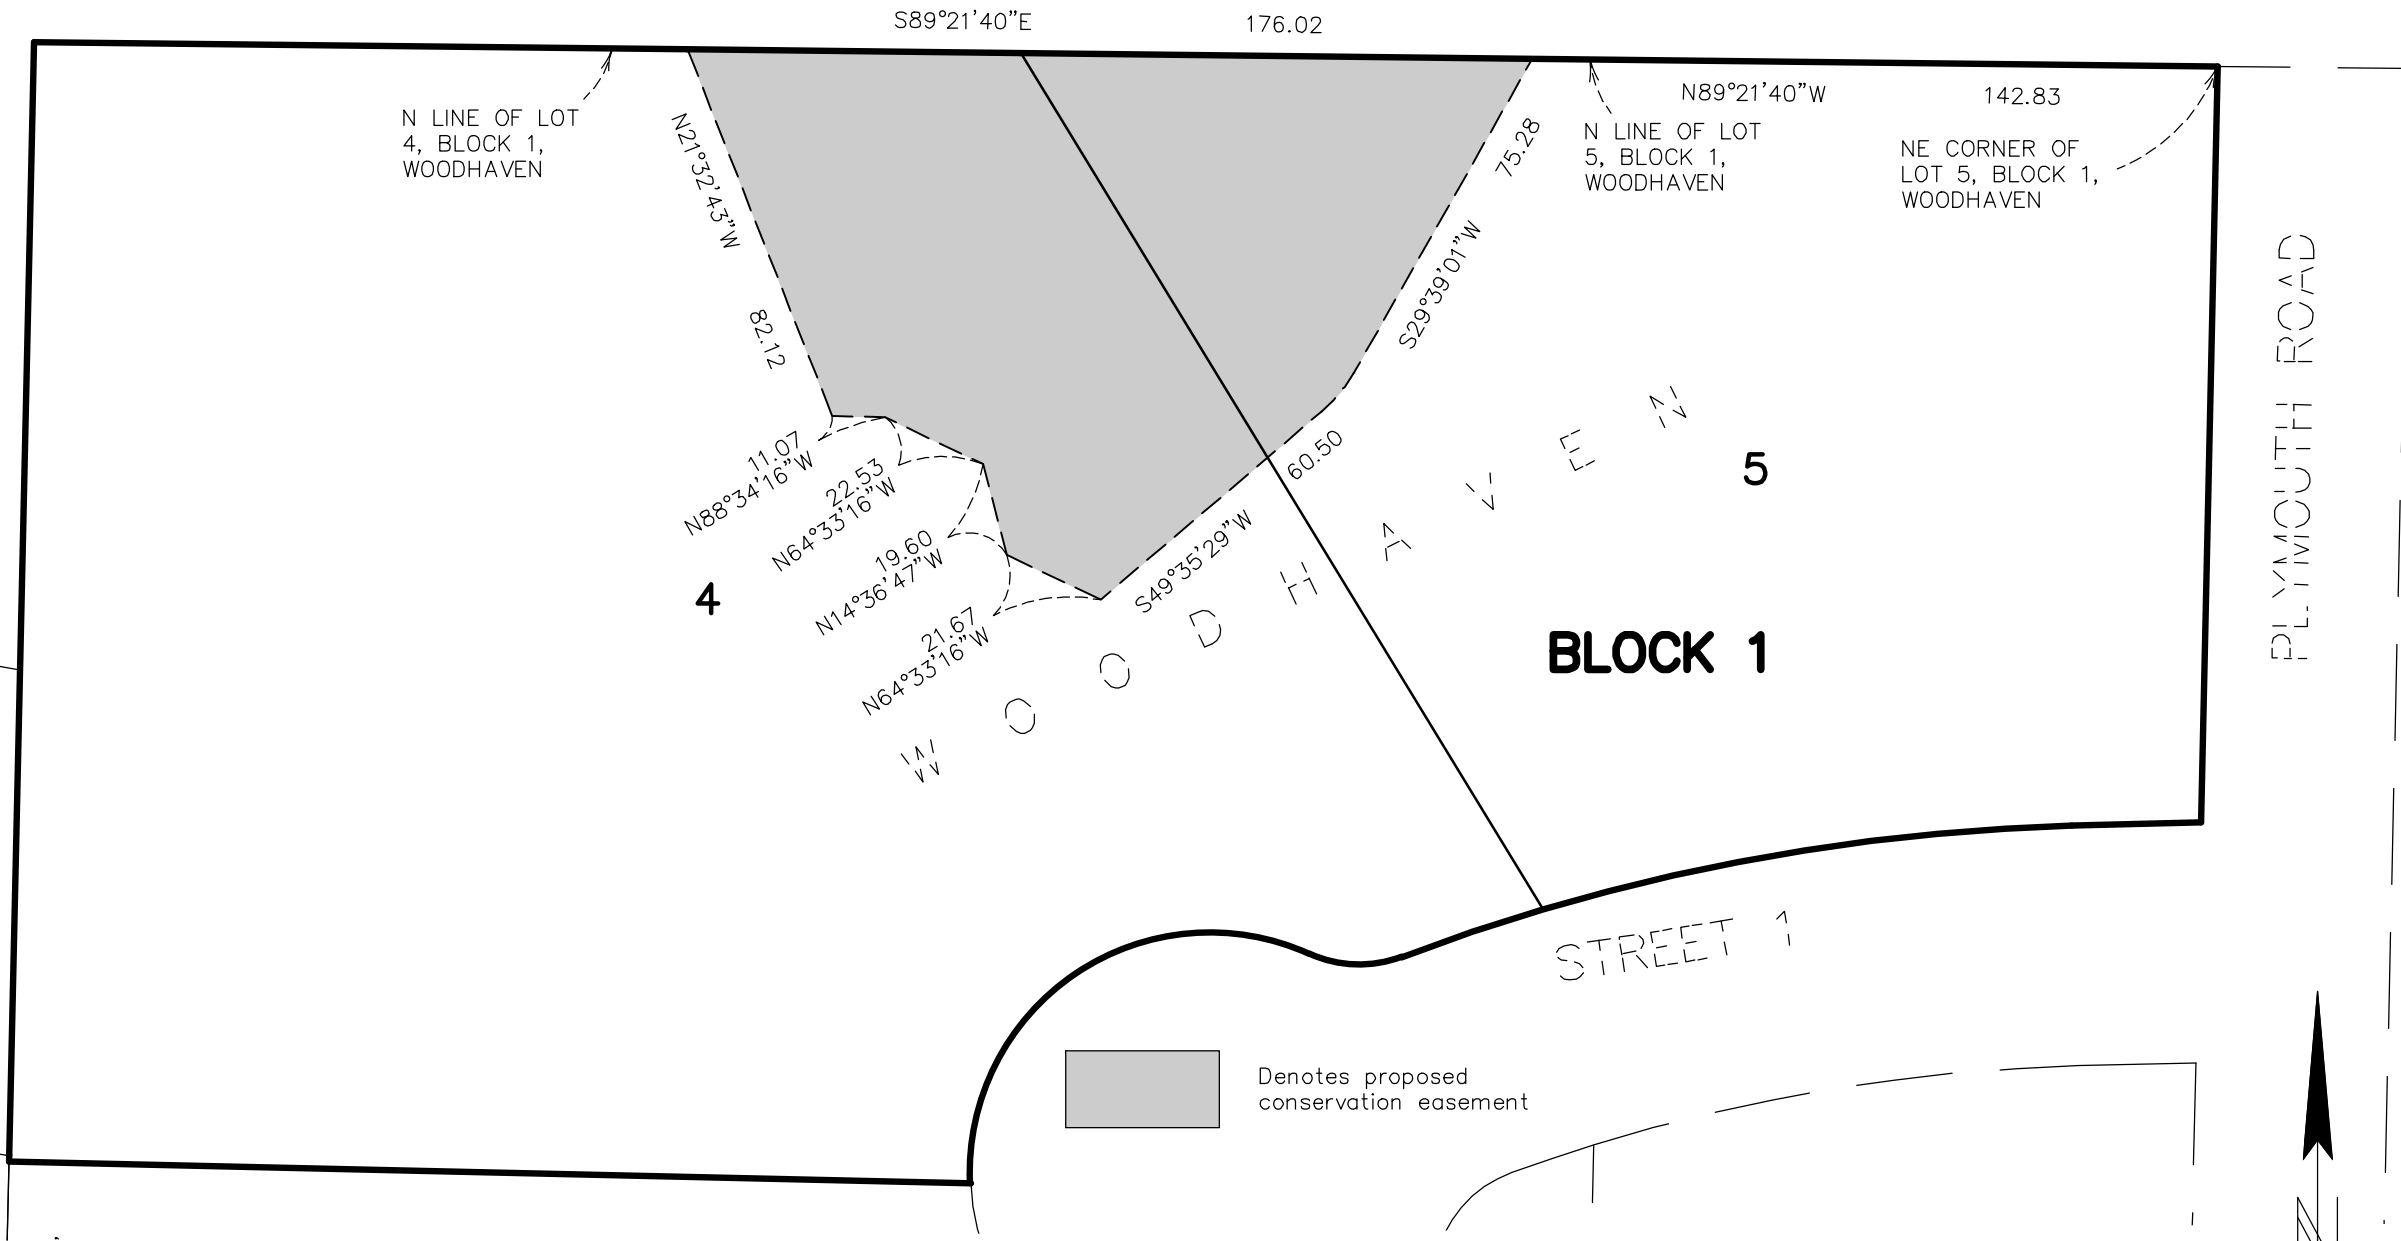 S89°21'40"E 176.02
N LINE OF LOT
4, BLOCK 1,
WOODHAVEN
N21°32'43"W
82.12
75.28
S29°39'01"W
N LINE OF LOT
5, BLOCK 1,
WOODHAVEN
N89°21'40"W 142.83
NE CORNER OF
LOT 5, BLOCK 1,
WOODHAVEN
PLYMOUTH ROAD
11.07
N88°34'16"W
22.53
N64°33'16"W
19.60
N14°36'47"W
21.67
N64°33'16"W
60.50
S49°35'29"W
4
5
WOODHAVEN
BLOCK 1
STREET 1
Denotes proposed
conservation easement
N